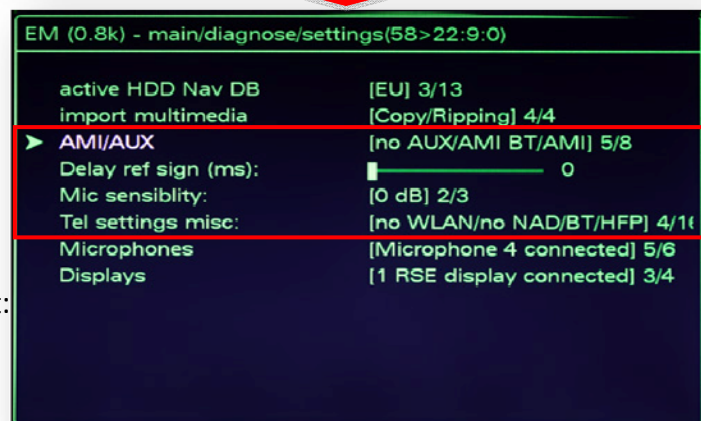 EM (0.8k) - main/diagnose/settings(58>22:9:0)
active HDD Nav DB [EU] 3/13
import multimedia [Copy/Ripping] 4/4
AMI/AUX [no AUX/AMI BT/AMI] 5/8
Delay ref sign (ms): 0
Mic sensiblity: [0 dB] 2/3
Tel settings misc: [no WLAN/no NAD/BT/HFP] 4/16
Microphones [Microphone 4 connected] 5/6
Displays [1 RSE display connected] 3/4